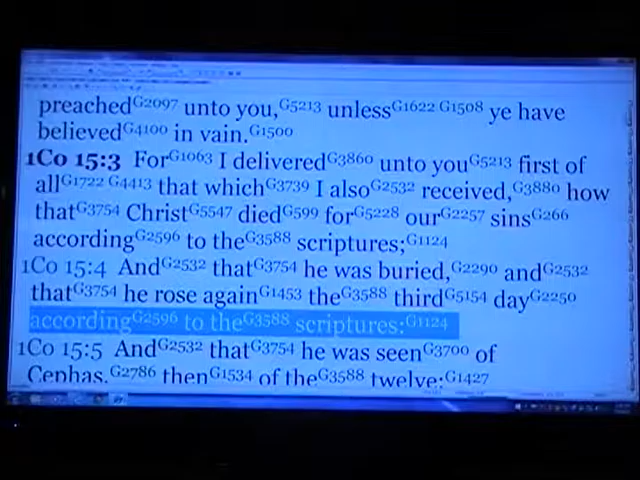 preachedG2097 unto you,G5213 unlessG1622 G1508 ye have
believedG4100 in vain.G1500
1Co 15:3 ForG1063 I deliveredG3860 unto youG5213 first of
allG1722 G4413 that whichG3739 I alsoG2532 received,G3880 how
thatG3754 ChristG5547 diedG599 forG5228 ourG2257 sinsG266
accordingG2596 to theG3588 scriptures;G1124
1Co 15:4 AndG2532 thatG3754 he was buried,G2290 andG2532
thatG3754 he rose againG1453 theG3588 thirdG5154 dayG2250
accordingG2596 to theG3588 scriptures:G1124
1Co 15:5 AndG2532 thatG3754 he was seenG3700 of
Cephas,G2786 thenG1534 of theG3588 twelve:G1427